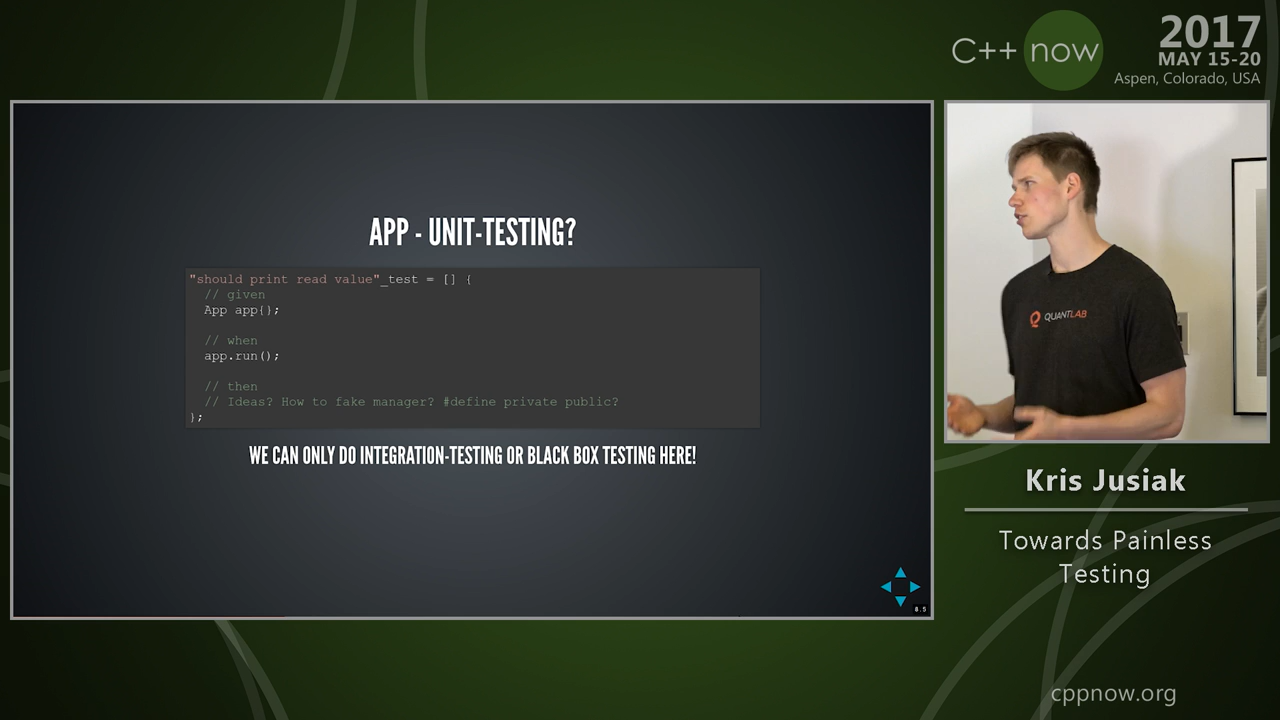 C++ now
2017
MAY 15-20
Aspen, Colorado, USA
APP - UNIT-TESTING?
"should print read value"_test = [] {
// given
App app{};
// when
app.run();
// then
// Ideas? How to fake manager? #define private public?
};
WE CAN ONLY DO INTEGRATION-TESTING OR BLACK BOX TESTING HERE!
8.5
QUANTLAB
Kris Jusiak
Towards Painless
Testing
cppnow.org